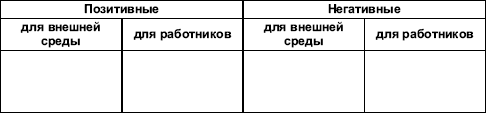 Позитивные Негативные
для внешней среды для работников для внешней среды для работников